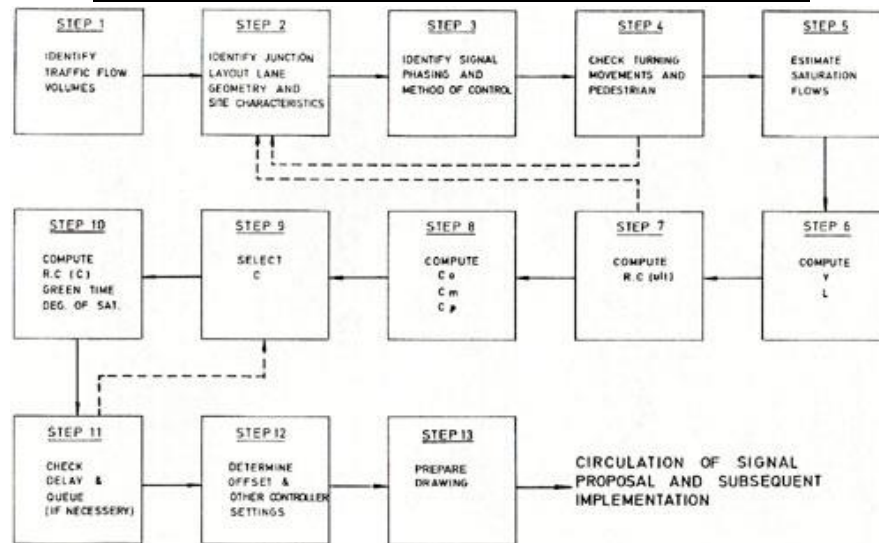 STEP 1
IDENTIFY
TRAFFIC FLOW
VOLUMES
STEP 2
IDENTIFY JUNCTION
LAYOUT LANE
GEOMETRY AND
SITE CHARACTERISTICS
STEP 3
IDENTIFY SIGNAL
PHASING AND
METHOD OF CONTROL
STEP 4
CHECK TURNING
MOVEMENTS AND
PEDESTRIAN
STEP 5
ESTIMATE
SATURATION
FLOWS
STEP 10
COMPUTE
R.C (C)
GREEN TIME
DEG. OF SAT.
STEP 9
SELECT
C
STEP 8
COMPUTE
C o
C m
C p
STEP 7
COMPUTE
R.C (ult)
STEP 6
COMPUTE
Y
L
STEP 11
CHECK
DELAY &
QUEUE
(IF NECESSERY)
STEP 12
DETERMINE
OFFSET &
OTHER CONTROLLER
SETTINGS
STEP 13
PREPARE
DRAWING
CIRCULATION OF SIGNAL
PROPOSAL AND SUBSEQUENT
IMPLEMENTATION